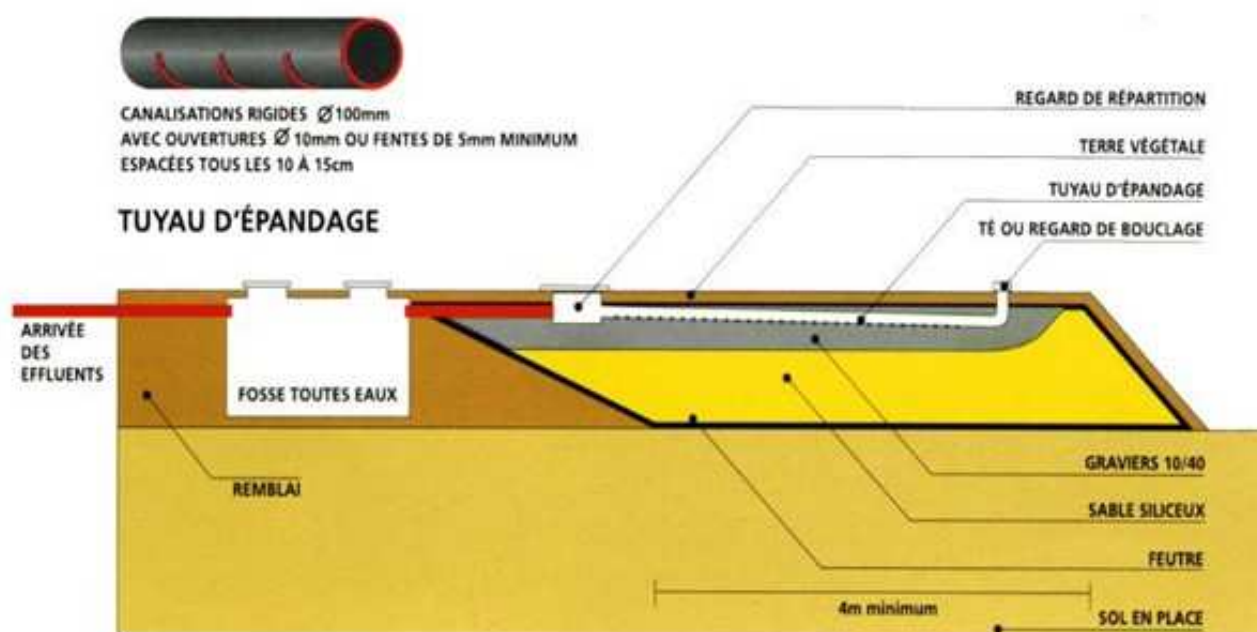 CANALISATIONS RIGIDES Ø100mm
AVEC OUVERTURES Ø 10mm OU FENTES DE 5mm MINIMUM
ESPACÉES TOUS LES 10 À 15cm
TUYAU D'ÉPANDAGE
REGARD DE RÉPARTITION
TERRE VÉGÉTALE
TUYAU D'ÉPANDAGE
TÉ OU REGARD DE BOUCLAGE
ARRIVÉE
DES
EFFLUENTS
FOSSE TOUTES EAUX
REMBLAI
GRAVIERS 10/40
SABLE SILICEUX
FEUTRE
4m minimum
SOL EN PLACE